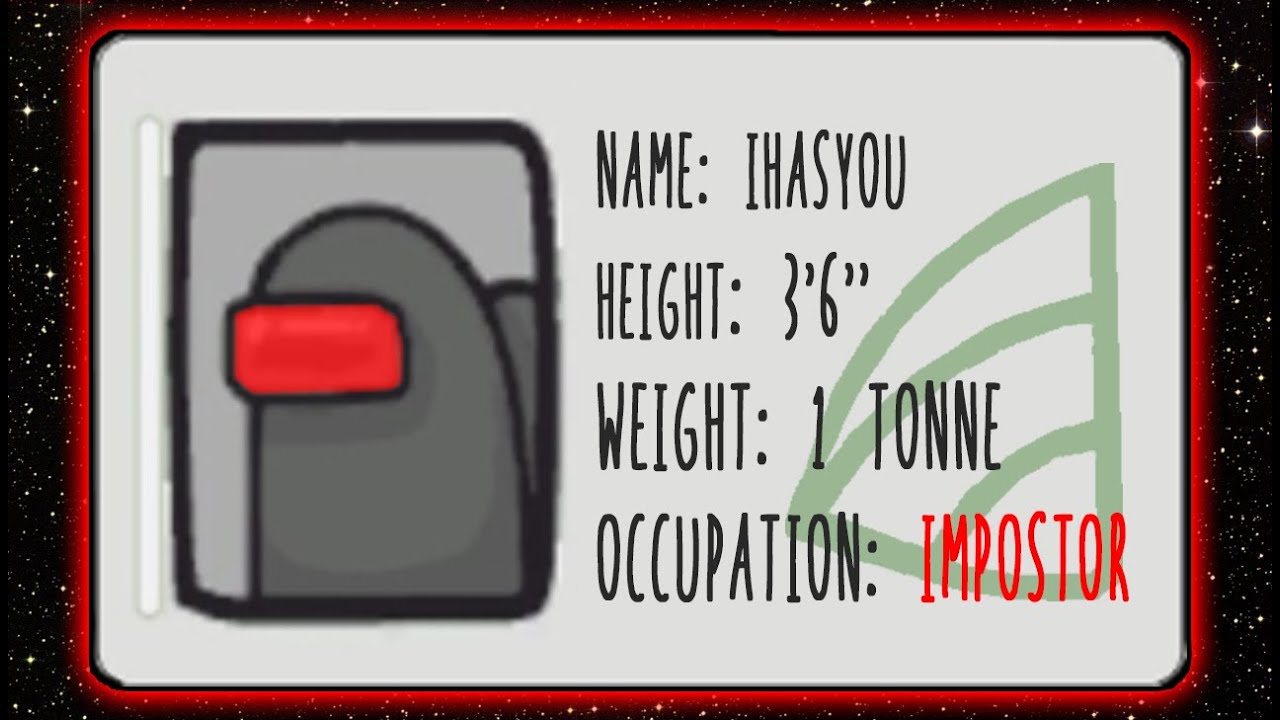 NAME: IHASYOU
HEIGHT: 3'6"
WEIGHT: 1 TONNE
OCCUPATION: IMPOSTOR